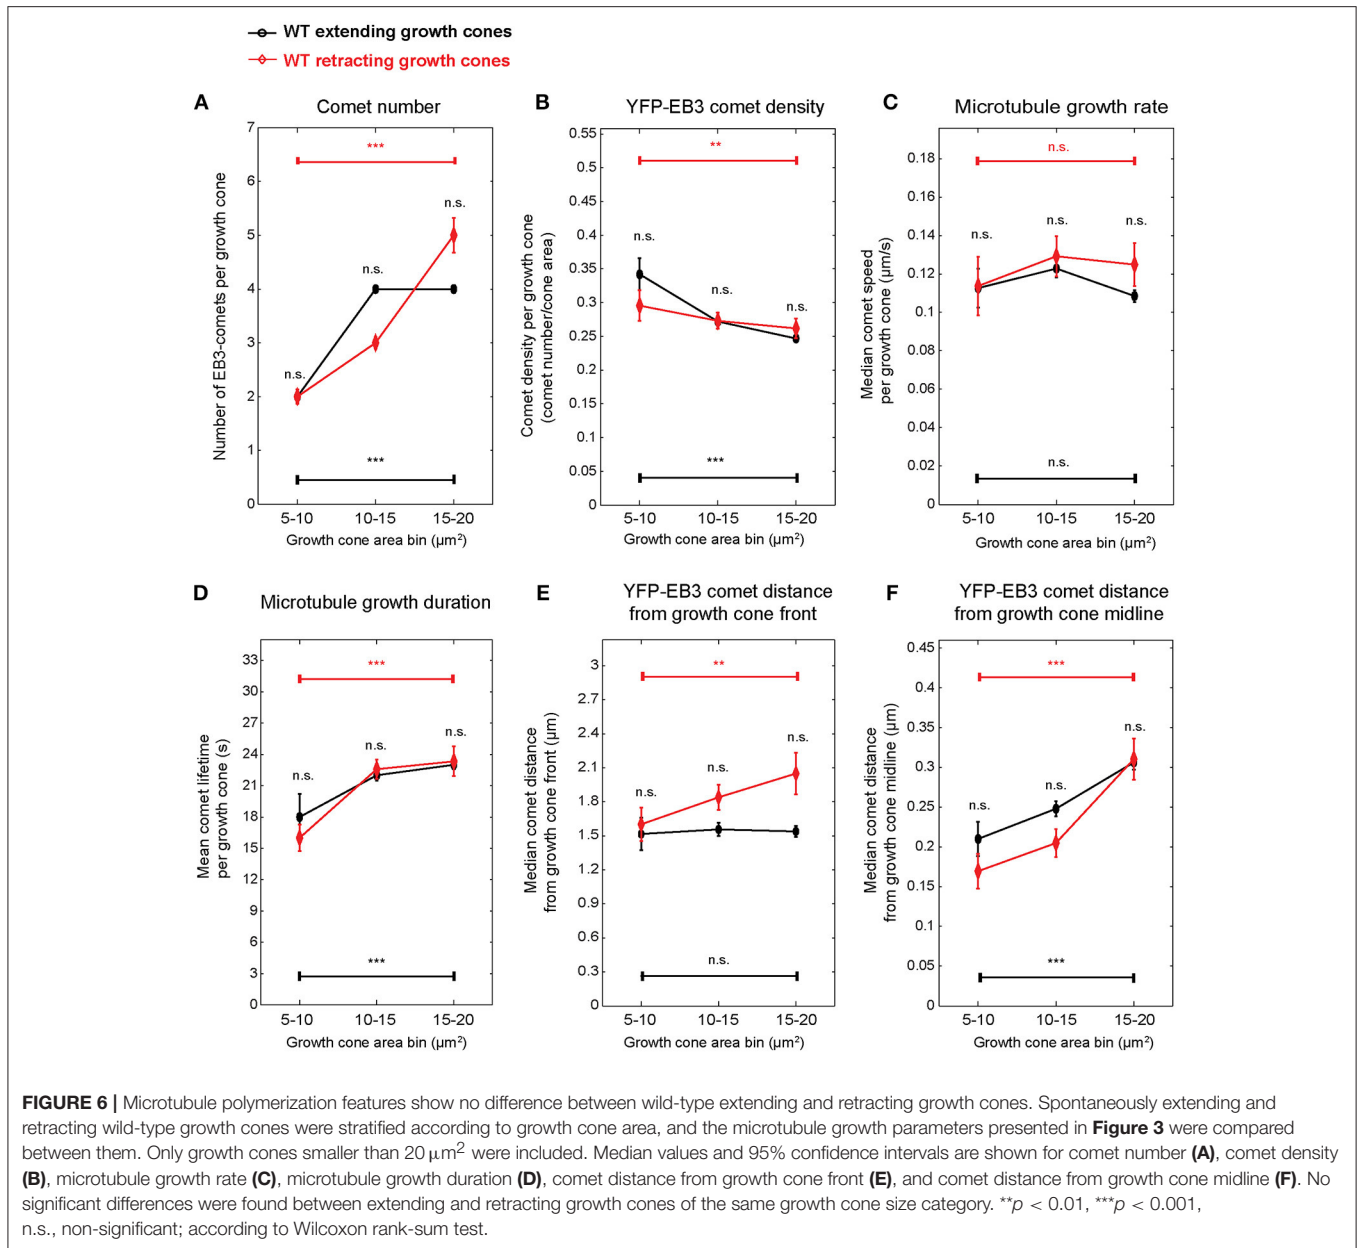 WT extending growth cones
WT retracting growth cones
A
Comet number
Number of EB3-comets per growth cone
7
6
5
4
3
2
1
0
***
n.s.
n.s.
n.s.
***
5-10
10-15
15-20
Growth cone area bin (µm²)
B
YFP-EB3 comet density
Comet density per growth cone
(comet number/cone area)
0.55
0.5
0.45
0.4
0.35
0.3
0.25
0.2
0.15
0.1
0.05
0
**
n.s.
n.s.
n.s.
***
5-10
10-15
15-20
Growth cone area bin (µm²)
C
Microtubule growth rate
Median comet speed
per growth cone (µm/s)
0.18
0.16
0.14
0.12
0.1
0.08
0.06
0.04
0.02
0
n.s.
n.s.
n.s.
n.s.
n.s.
5-10
10-15
15-20
Growth cone area bin (µm²)
D
Microtubule growth duration
Mean comet lifetime
per growth cone (s)
33
30
27
24
21
18
15
12
9
6
3
0
***
n.s.
n.s.
n.s.
***
5-10
10-15
15-20
Growth cone area bin (µm²)
E
YFP-EB3 comet distance
from growth cone front
Median comet distance
from growth cone front (µm)
3
2.7
2.4
2.1
1.8
1.5
1.2
0.9
0.6
0.3
0
**
n.s.
n.s.
n.s.
n.s.
5-10
10-15
15-20
Growth cone area bin (µm²)
F
YFP-EB3 comet distance
from growth cone midline
Median comet distance
from growth cone midline (µm)
0.45
0.4
0.35
0.3
0.25
0.2
0.15
0.1
0.05
0
***
n.s.
n.s.
n.s.
***
5-10
10-15
15-20
Growth cone area bin (µm²)
FIGURE 6 | Microtubule polymerization features show no difference between wild-type extending and retracting growth cones. Spontaneously extending and
retracting wild-type growth cones were stratified according to growth cone area, and the microtubule growth parameters presented in Figure 3 were compared
between them. Only growth cones smaller than 20 µm² were included. Median values and 95% confidence intervals are shown for comet number (A), comet density
(B), microtubule growth rate (C), microtubule growth duration (D), comet distance from growth cone front (E), and comet distance from growth cone midline (F). No
significant differences were found between extending and retracting growth cones of the same growth cone size category. **p < 0.01, ***p < 0.001,
n.s., non-significant; according to Wilcoxon rank-sum test.